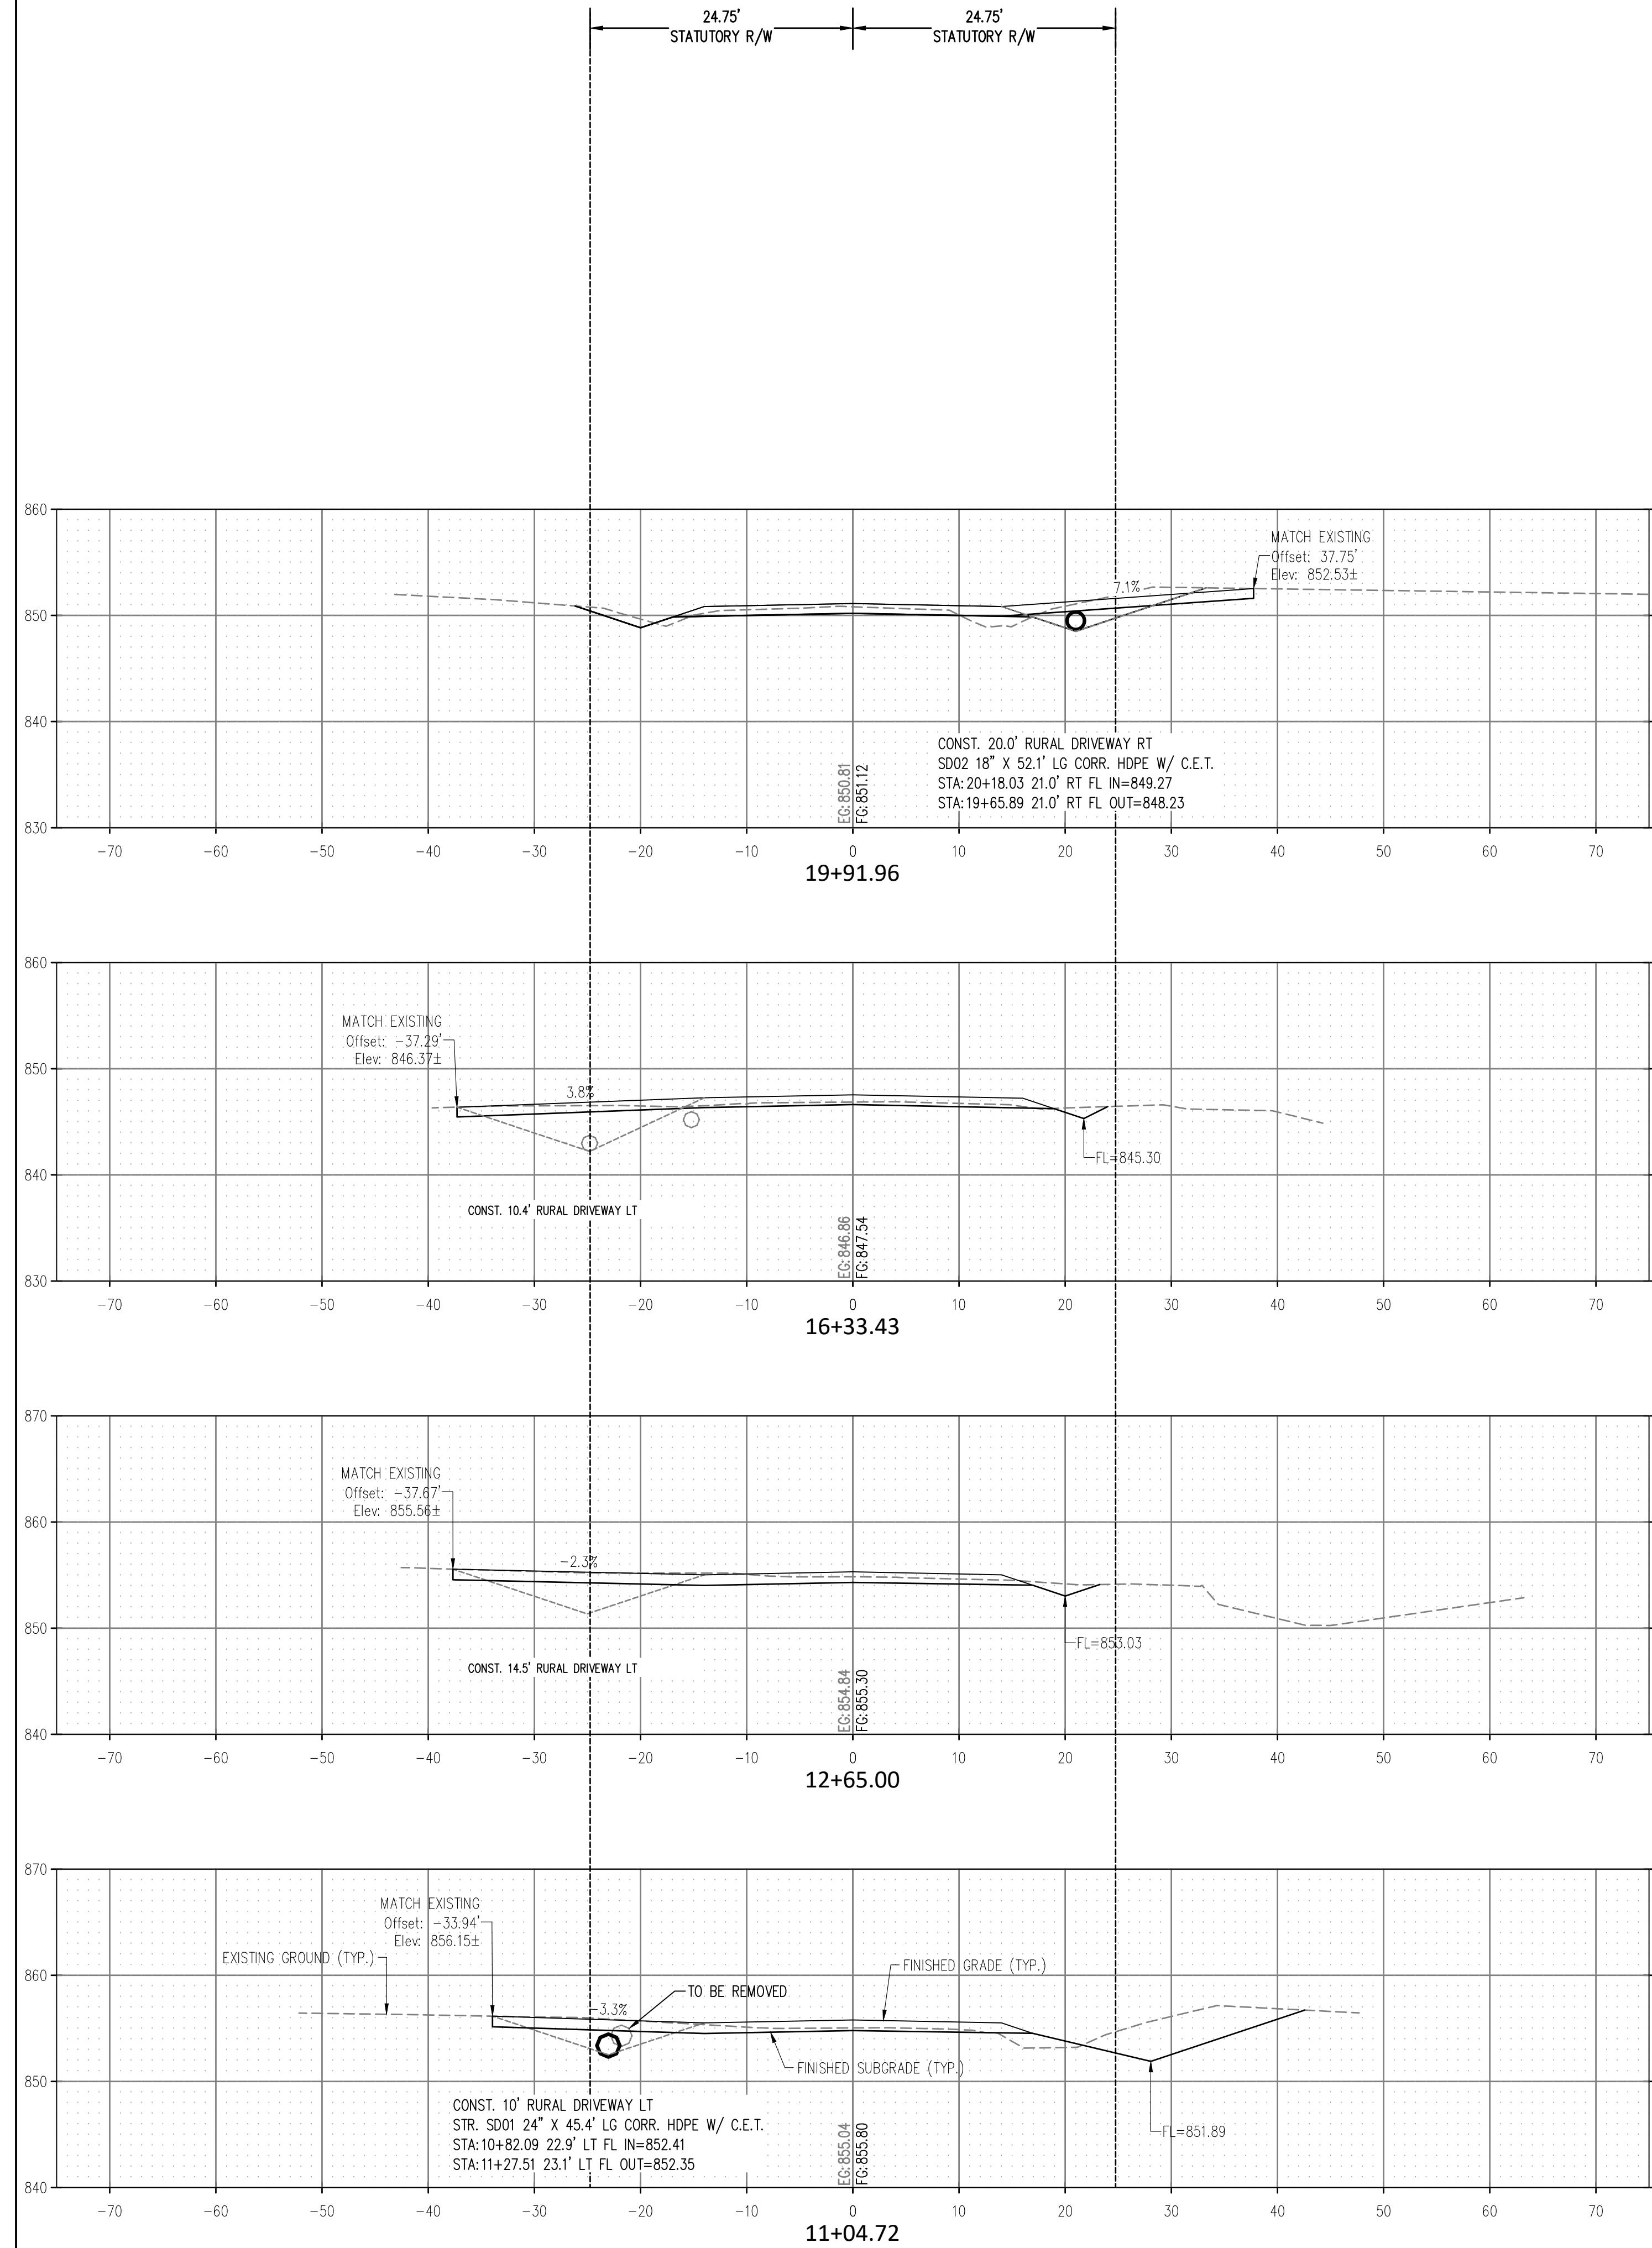 24.75'
STATUTORY R/W
24.75'
STATUTORY R/W
860
850
840
830
MATCH EXISTING
Offset: 37.75'
Elev: 852.53±
7.1%
CONST. 20.0' RURAL DRIVEWAY RT
SD02 18" X 52.1' LG CORR. HDPE W/ C.E.T.
STA:20+18.03 21.0' RT FL IN=849.27
STA:19+65.89 21.0' RT FL OUT=848.23
EG:850.81
FG:851.12
-70 -60 -50 -40 -30 -20 -10 0 10 20 30 40 50 60 70
19+91.96
860
850
840
830
MATCH EXISTING
Offset: -37.29'
Elev: 846.37±
3.8%
FL=845.30
CONST. 10.4' RURAL DRIVEWAY LT
EG:846.86
FG:847.54
-70 -60 -50 -40 -30 -20 -10 0 10 20 30 40 50 60 70
16+33.43
870
860
850
840
MATCH EXISTING
Offset: -37.67'
Elev: 855.56±
-2.3%
FL=853.03
CONST. 14.5' RURAL DRIVEWAY LT
EG:854.84
FG:855.30
-70 -60 -50 -40 -30 -20 -10 0 10 20 30 40 50 60 70
12+65.00
870
860
850
840
MATCH EXISTING
Offset: -33.94'
Elev: 856.15±
EXISTING GROUND (TYP.)
FINISHED GRADE (TYP.)
TO BE REMOVED
-3.3%
FINISHED SUBGRADE (TYP.)
CONST. 10' RURAL DRIVEWAY LT
STR. SD01 24" X 45.4' LG CORR. HDPE W/ C.E.T.
STA:10+82.09 22.9' LT FL IN=852.41
STA:11+27.51 23.1' LT FL OUT=852.35
FL=851.89
EG:855.04
FG:855.80
-70 -60 -50 -40 -30 -20 -10 0 10 20 30 40 50 60 70
11+04.72